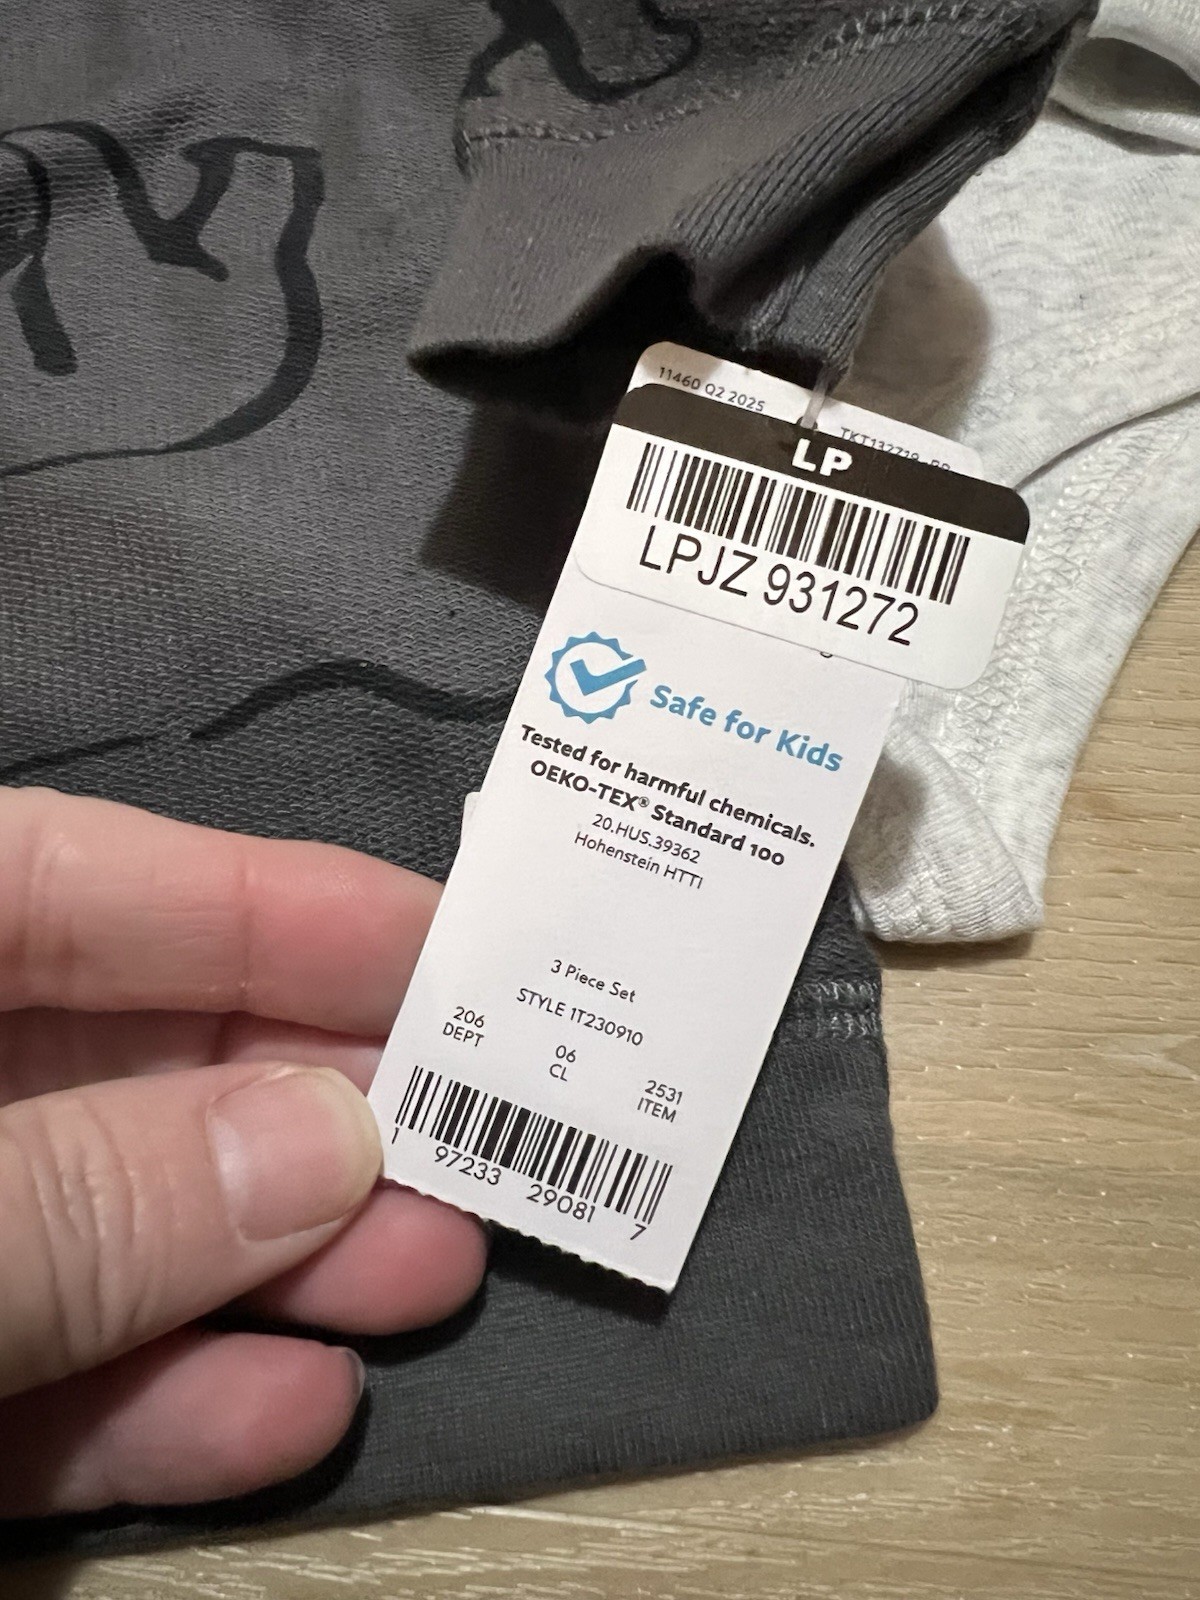 11460 Q2 2025
LP
LPJZ 931272
Safe for Kids
Tested for harmful chemicals.
OEKO-TEX® Standard 100
20.HUS.39362
Hohenstein HTTI
3 Piece Set
STYLE 1T230910
206 06 2531
DEPT CL ITEM
1 97233 29081 7